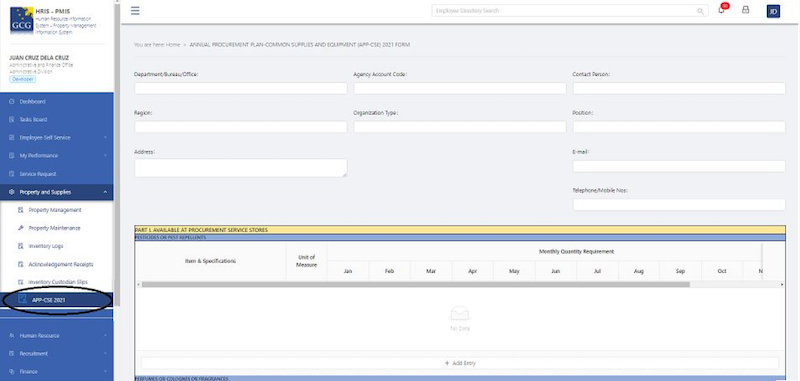 GCG
HRIS - PMIS
Human Resource Information
System - Property Management
Information System
JUAN CRUZ DELA CRUZ
Administrative and Finance Office
Administrative Division
Developer
Dashboard
Tasks Board
Employee Self Service
My Performance
Service Request
Property and Supplies
Property Management
Property Maintenance
Inventory Logs
Acknowledgement Receipts
Inventory Custodian Slips
APP-CSE 2021
Human Resource
Recruitment
Finance
Employee Directory Search
JD
You are here: Home > ANNUAL PROCUREMENT PLAN-COMMON SUPPLIES AND EQUIPMENT (APP-CSE) 2021 FORM
Department/Bureau/Office:
Agency Account Code:
Contact Person:
Region:
Organization Type:
Position:
Address:
E-mail:
Telephone/Mobile Nos:
PART I. AVAILABLE AT PROCUREMENT SERVICE STORES
PESTICIDES OR PEST REPELLENTS
Item & Specifications
Unit of
Measure
Monthly Quantity Requirement
Jan Feb Mar Apr May Jun Jul Aug Sep Oct N
No Data
+ Add Entry
PERFUMES OR COLOGNES OR FRAGRANCES